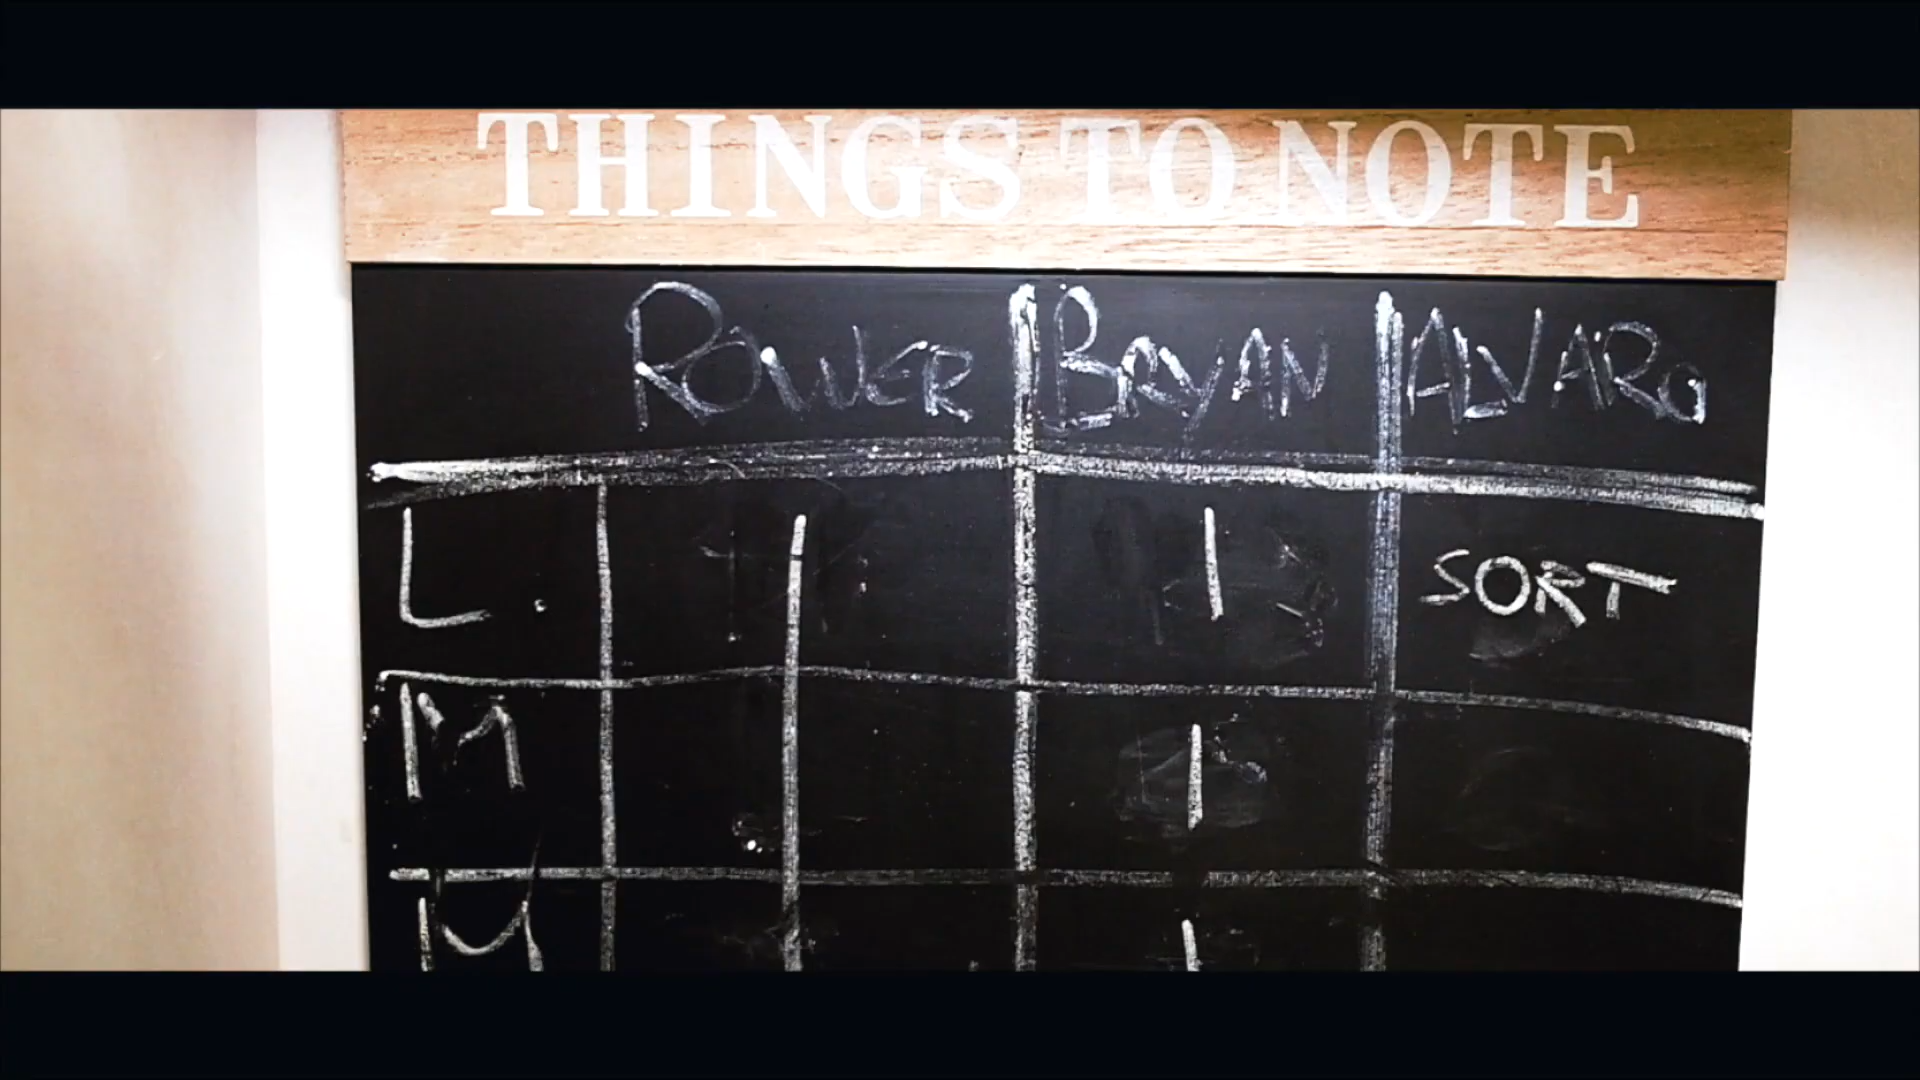 THINGS TO NOTE
ROWER BRYAN ALVARO
L. SORT
M
M